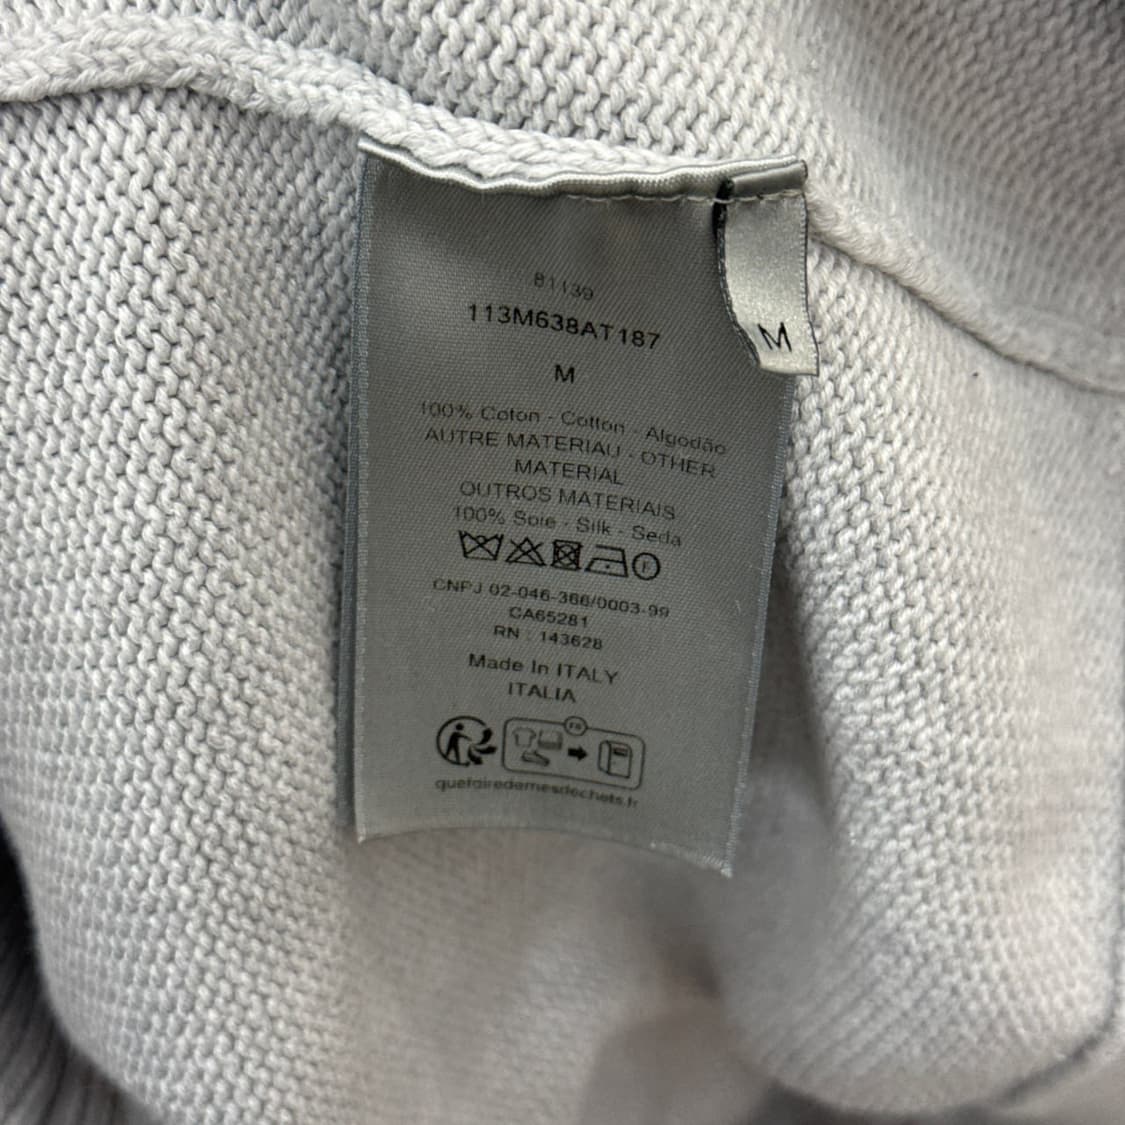 81139
113M638AT187
M
M
100% Coton - Cotton - Algodão
AUTRE MATERIAU - OTHER
MATERIAL
OUTROS MATERIAIS
100% Soie - Silk - Seda
F
CNPJ 02-046-366/0003-99
CA65281
RN : 143628
Made In ITALY
ITALIA
FR
quefairedemesdechets.fr